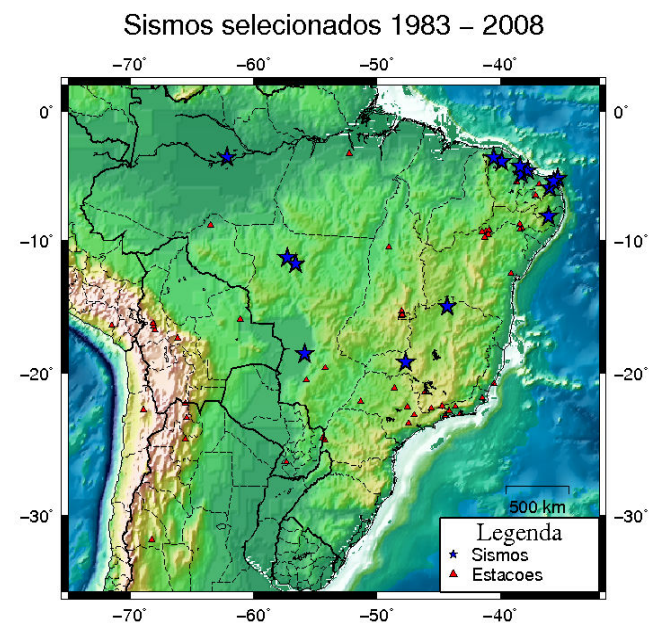 Sismos selecionados 1983 – 2008
−70˚ −60˚ −50˚ −40˚
0˚ 0˚
−10˚ −10˚
−20˚ −20˚
−30˚ −30˚
500 km
Legenda
Sismos
Estacoes
−70˚ −60˚ −50˚ −40˚